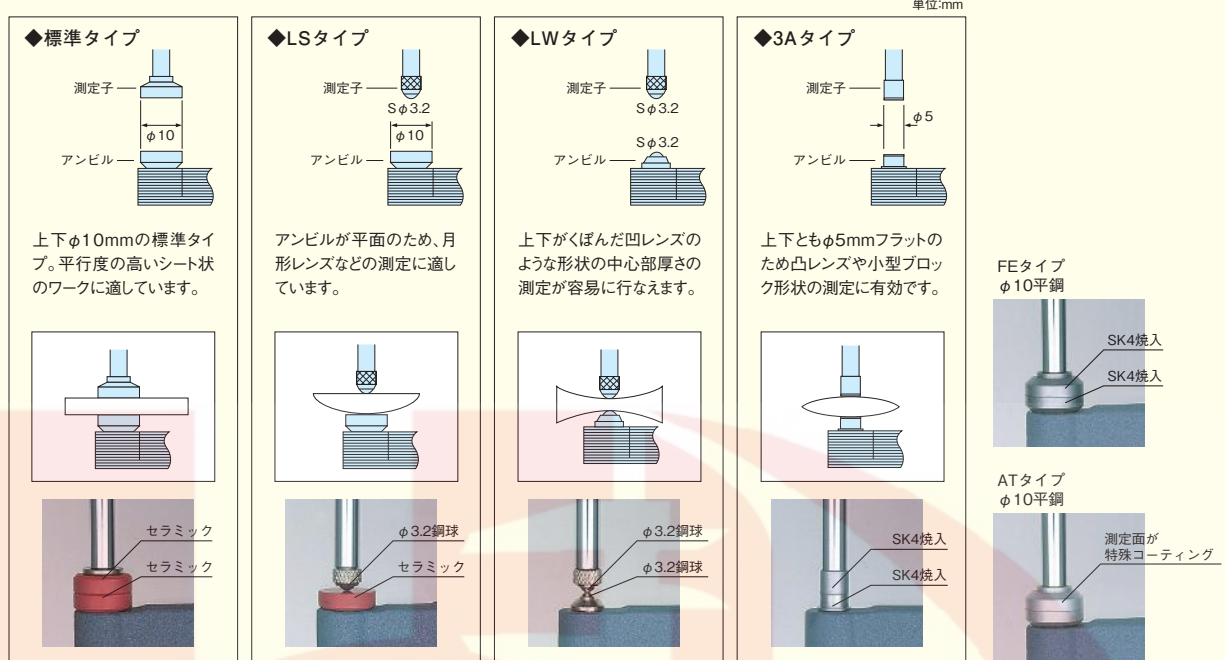 単位:mm
◆標準タイプ
測定子
φ10
アンビル
上下φ10mmの標準タイ
プ。平行度の高いシート状
のワークに適しています。
セラミック
セラミック
◆LSタイプ
測定子
Sφ3.2
φ10
アンビル
アンビルが平面のため、月
形レンズなどの測定に適し
ています。
φ3.2鋼球
セラミック
◆LWタイプ
測定子
Sφ3.2
Sφ3.2
アンビル
上下がくぼんだ凹レンズの
ような形状の中心部厚さの
測定が容易に行なえます。
φ3.2鋼球
φ3.2鋼球
◆3Aタイプ
測定子
φ5
アンビル
上下ともφ5mmフラットの
ため凸レンズや小型ブロッ
ク形状の測定に有効です。
SK4焼入
SK4焼入
FEタイプ
φ10平鋼
SK4焼入
SK4焼入
ATタイプ
φ10平鋼
測定面が
特殊コーティング